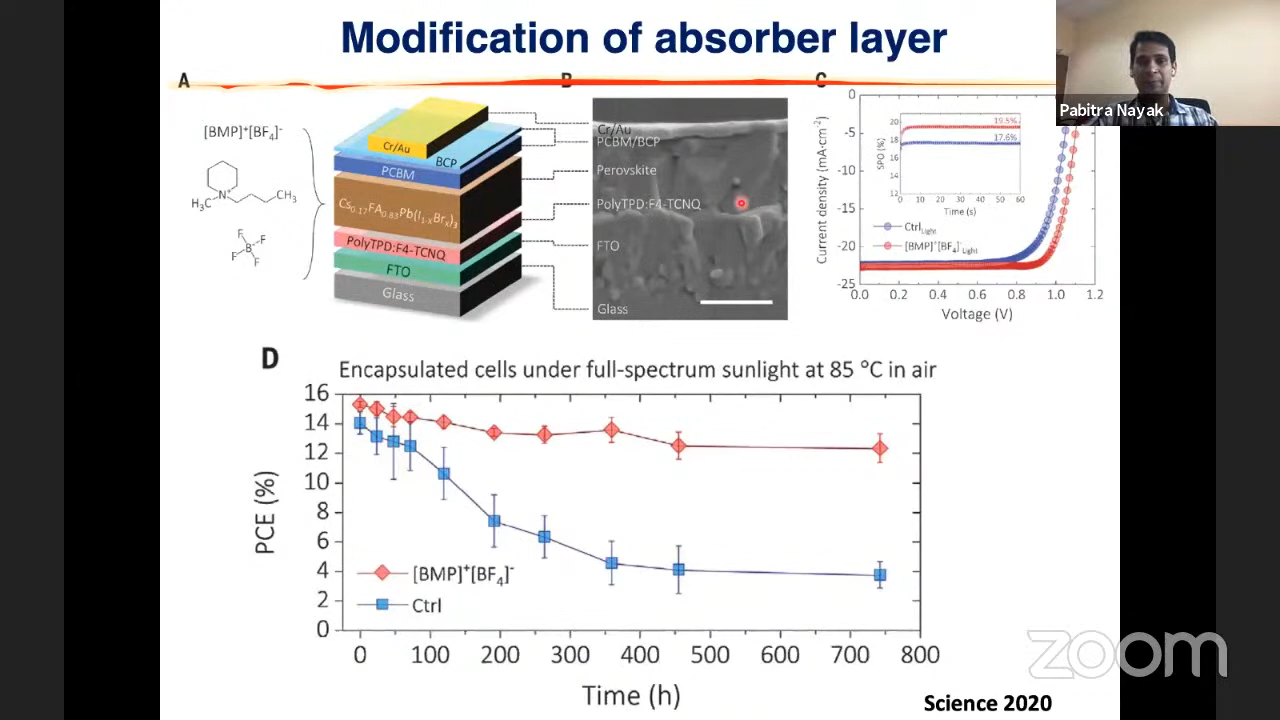 Modification of absorber layer
Pabitra Nayak
A
[BMP]⁺[BF₄]⁻
H₃C
N⁺
CH₃
F
F
B⁻
F
F
Cr/Au
BCP
PCBM
Cs₀.₁₇FA₀.₈₃Pb(I₁₋ₓBrₓ)₃
PolyTPD:F4-TCNQ
FTO
Glass
B
Cr/Au
PCBM/BCP
Perovskite
PolyTPD:F4-TCNQ
FTO
Glass
C
Current density (mA·cm⁻²)
0
-5
-10
-15
-20
-25
SPO (%)
20
18
16
14
12
19.5%
17.6%
0 10 20 30 40 50 60
Time (s)
Ctrl Light
[BMP]⁺[BF₄]⁻ Light
0.0 0.2 0.4 0.6 0.8 1.0 1.2
Voltage (V)
D
Encapsulated cells under full-spectrum sunlight at 85 °C in air
PCE (%)
16
14
12
10
8
6
4
2
0
[BMP]⁺[BF₄]⁻
Ctrl
0 100 200 300 400 500 600 700 800
Time (h)
Science 2020
zoom